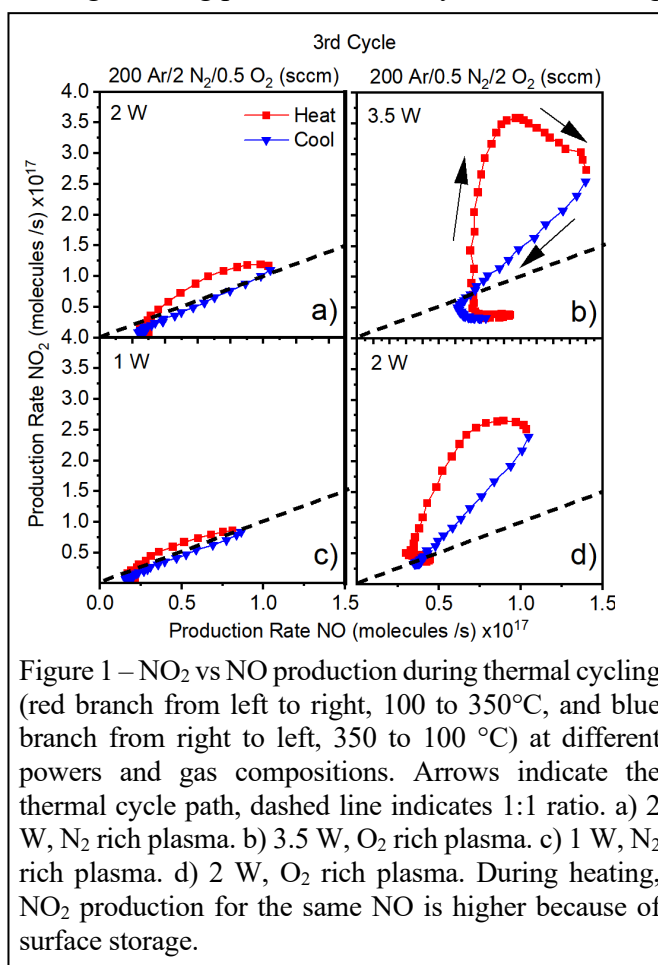 3rd Cycle
200 Ar/2 N₂/0.5 O₂ (sccm) 200 Ar/0.5 N₂/2 O₂ (sccm)
4.0
3.5
3.0
2.5
2.0
1.5
1.0
0.5
4.0
3.5
3.0
2.5
2.0
1.5
1.0
0.5
Production Rate NO₂ (molecules /s) x10¹⁷
2 W
Heat
Cool
a)
3.5 W
b)
1 W
c)
2 W
d)
0.0 0.5 1.0 0.5 1.0 1.5
Production Rate NO (molecules /s) x10¹⁷
Figure 1 – NO₂ vs NO production during thermal cycling
(red branch from left to right, 100 to 350°C, and blue
branch from right to left, 350 to 100 °C) at different
powers and gas compositions. Arrows indicate the
thermal cycle path, dashed line indicates 1:1 ratio. a) 2
W, N₂ rich plasma. b) 3.5 W, O₂ rich plasma. c) 1 W, N₂
rich plasma. d) 2 W, O₂ rich plasma. During heating,
NO₂ production for the same NO is higher because of
surface storage.